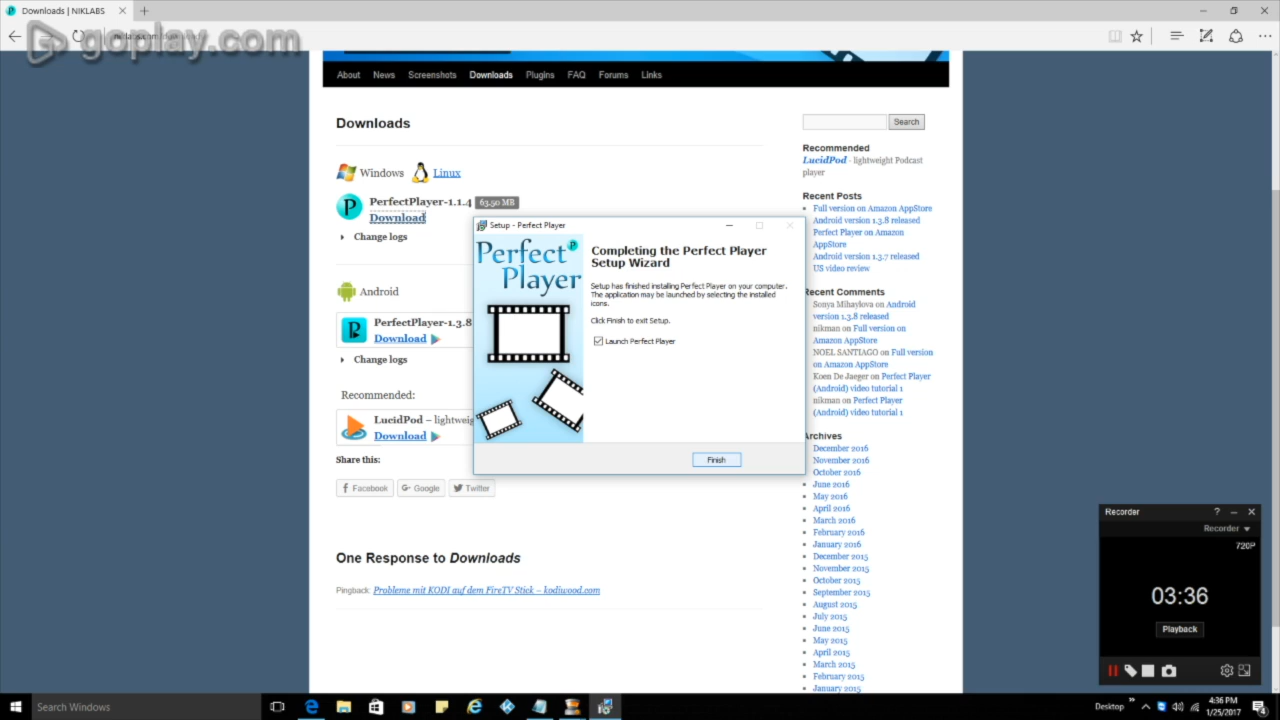 Downloads | NIKLABS
goplay.com
About News Screenshots Downloads Plugins FAQ Forums Links
Downloads
Windows Linux
PerfectPlayer-1.1.4 63.50 MB
Download
Change logs
Android
PerfectPlayer-1.3.8
Download
Change logs
Recommended:
LucidPod – lightweig
Download
Share this:
Facebook Google Twitter
One Response to Downloads
Pingback: Probleme mit KODI auf dem FireTV Stick – kodiwood.com
Setup - Perfect Player
Perfect
Player
Completing the Perfect Player
Setup Wizard
Setup has finished installing Perfect Player on your computer.
The application may be launched by selecting the installed
icons.
Click Finish to exit Setup.
Launch Perfect Player
Finish
Search
Recommended
LucidPod - lightweight Podcast
player
Recent Posts
Full version on Amazon AppStore
Android version 1.3.8 released
Perfect Player on Amazon
AppStore
Android version 1.3.7 released
US video review
Recent Comments
Sonya Mihaylova on Android
version 1.3.8 released
nikman on Full version on
Amazon AppStore
NOEL SANTIAGO on Full version
on Amazon AppStore
Koen De Jaeger on Perfect Player
(Android) video tutorial 1
nikman on Perfect Player
(Android) video tutorial 1
Archives
December 2016
November 2016
October 2016
June 2016
May 2016
April 2016
March 2016
February 2016
January 2016
December 2015
November 2015
October 2015
September 2015
August 2015
July 2015
June 2015
May 2015
April 2015
March 2015
February 2015
January 2015
Recorder
Recorder
720P
03:36
Playback
Search Windows
Desktop
4:36 PM
1/25/2017
4